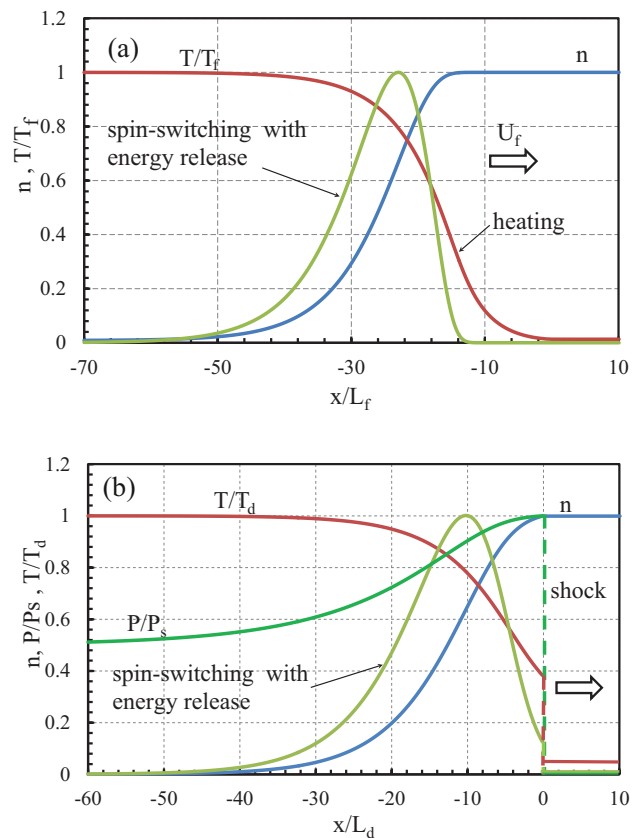 (a)
T/T_f
n
spin-switching with
energy release
U_f
heating
n , T/T_f
1
0.8
0.6
0.4
0.2
0
-70 -50 -30 -10 10
x/L_f
(b)
T/T_d
n
P/P_s
shock
spin-switching with
energy release
n, P/Ps , T/T_d
1.2
1
0.8
0.6
0.4
0.2
0
-60 -50 -40 -30 -20 -10 0 10
x/L_d